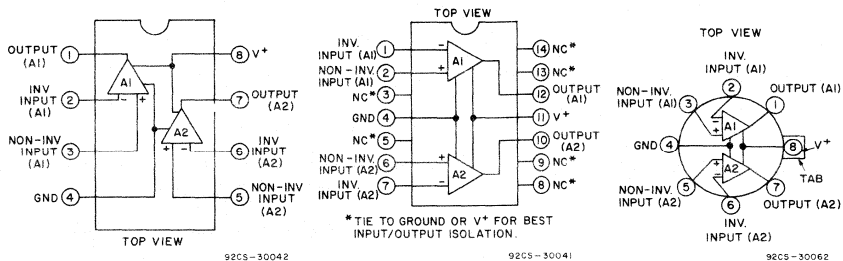 OUTPUT
(A1)
1
INV
INPUT
(A1)
2
NON-INV
INPUT
(A1)
3
GND
4
A1
-
+
A2
+
-
8
V+
7
OUTPUT
(A2)
6
INV
INPUT
(A2)
5
NON-INV
INPUT
(A2)
TOP VIEW
92CS-30042
TOP VIEW
INV.
INPUT (A1)
1
NON-INV.
INPUT (A1)
2
NC*
3
GND
4
NC*
5
NON-INV.
INPUT (A2)
6
INV.
INPUT (A2)
7
-
+
A1
+
-
A2
14 NC*
13 NC*
12 OUTPUT
(A1)
11 V+
OUTPUT
10 (A2)
9 NC*
8 NC*
*TIE TO GROUND OR V+ FOR BEST
INPUT/OUTPUT ISOLATION.
92CS-30041
TOP VIEW
INV.
INPUT (A1)
2
NON-INV.
INPUT (A1)
3
OUTPUT (A1)
1
-
+
A1
GND
4
8
V+
TAB
+
-
A2
NON-INV.
INPUT (A2)
5
7
OUTPUT (A2)
6
INV.
INPUT (A2)
92CS-30062